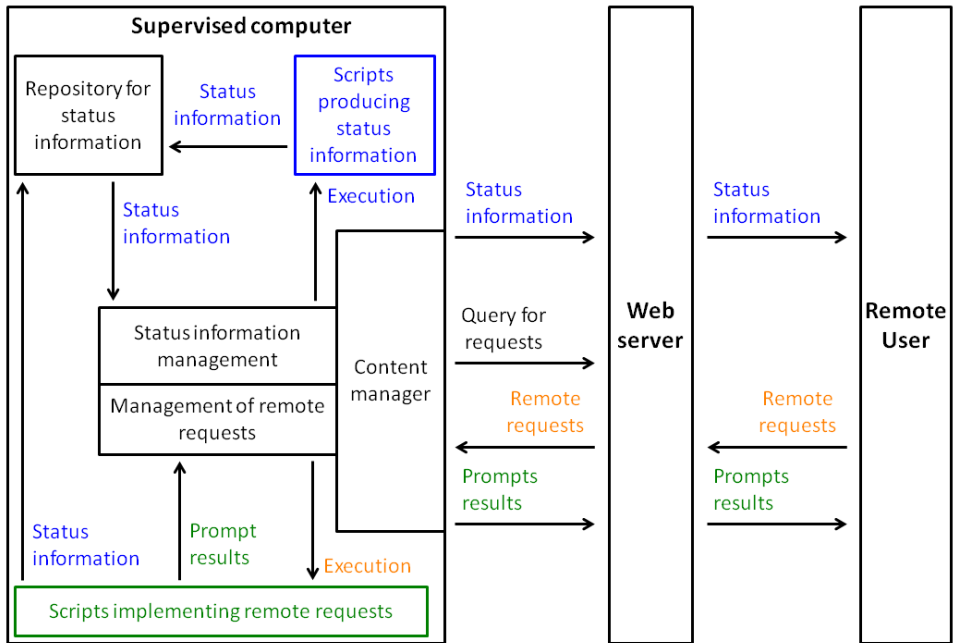 Supervised computer
Repository for
status
information
Status
information
Scripts
producing
status
information
Status
information
Execution
Status information
management
Management of remote
requests
Content
manager
Status
information
Prompt
results
Execution
Scripts implementing remote requests
Status
information
Query for
requests
Remote
requests
Prompts
results
Web
server
Status
information
Remote
requests
Prompts
results
Remote
User